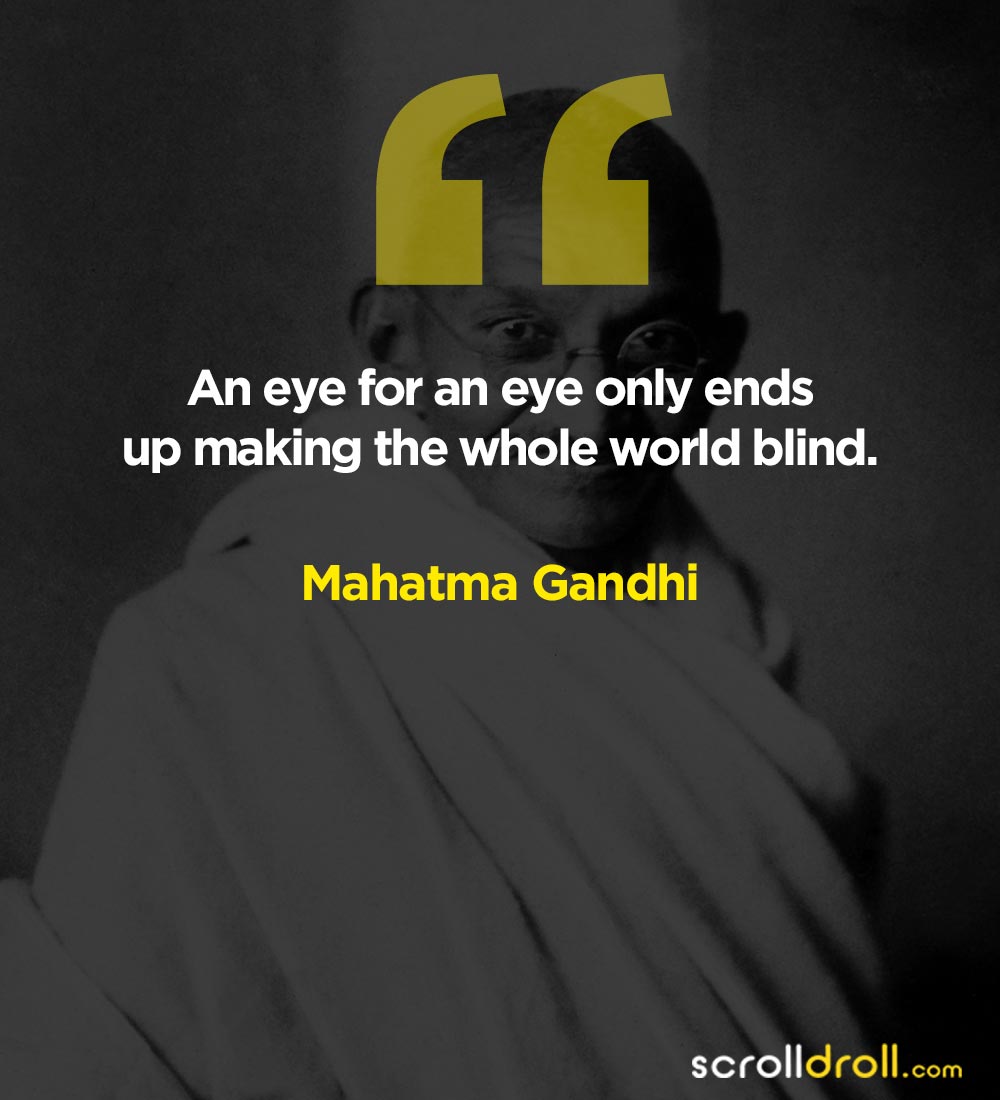 An eye for an eye only ends
up making the whole world blind.
Mahatma Gandhi
scrolldroll.com